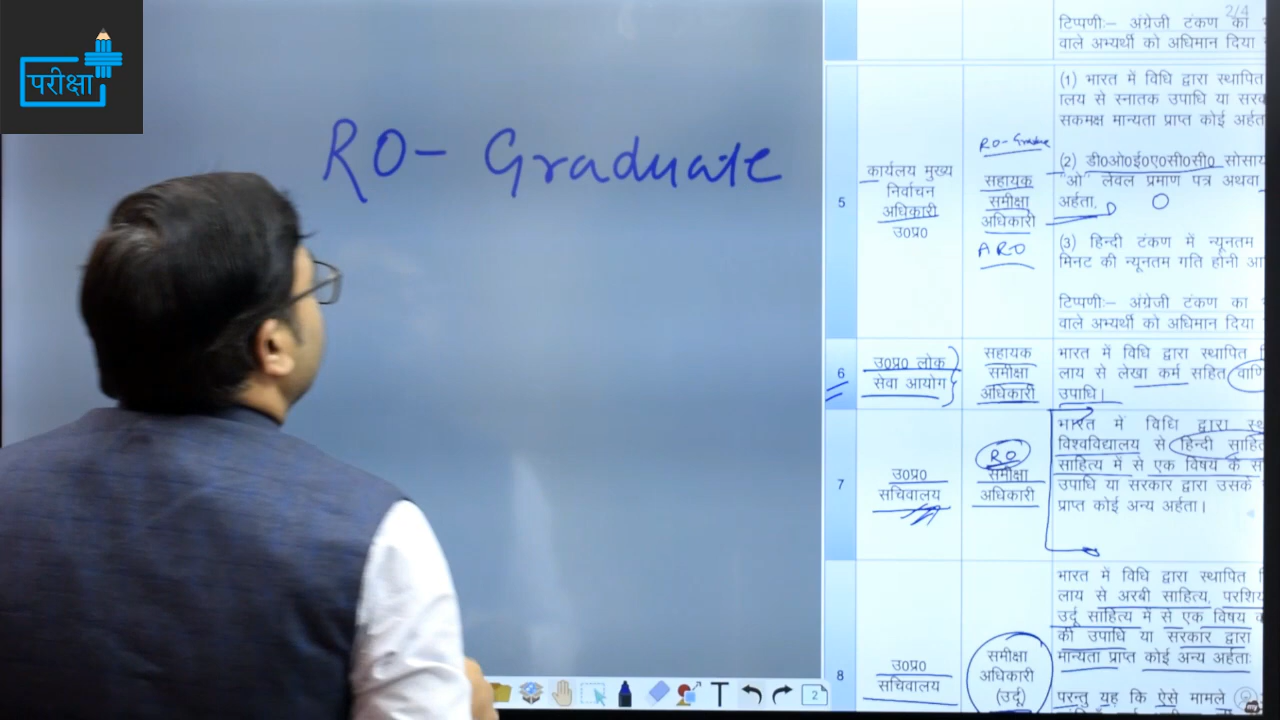 परीक्षा
RO- Graduate
2/4
टिप्पणी:– अंग्रेजी टंकण का
वाले अभ्यर्थी को अधिमान दिया
5
कार्यलय मुख्य
निर्वाचन
अधिकारी
उ0प्र0
RO-
सहायक
समीक्षा
अधिकारी
ARO
(1) भारत में विधि द्वारा स्थापित
सकमक्ष मान्यता प्राप्त कोई
(2) डी0ओ0ई0ए0सी0सी0
"ओ" लेवल प्रमाण पत्र अथवा
अर्हता,
O
(3) हिन्दी टंकण में न्यूनतम
मिनट की न्यूनतम गति होनी
टिप्पणी:– अंग्रेजी टंकण का
वाले अभ्यर्थी को अधिमान दिया
6
उ0प्र0 लोक
सेवा आयोग
सहायक
समीक्षा
अधिकारी
भारत में विधि द्वारा स्थापित
लाय से लेखा कर्म सहित
उपाधि।
7
उ0प्र0
सचिवालय
RO
समीक्षा
अधिकारी
भारत में विधि द्वारा
विश्वविद्यालय से हिन्दी
साहित्य में से एक विषय के
उपाधि या सरकार द्वारा उसके
प्राप्त कोई अन्य अर्हता।
8
उ0प्र0
सचिवालय
समीक्षा
अधिकारी
(उर्दू)
भारत में विधि द्वारा स्थापित
लाय से अरबी साहित्य,
उर्दू साहित्य में से एक विषय
की उपाधि या सरकार द्वारा
मान्यता प्राप्त कोई अन्य अर्हताः
परन्तु यह कि ऐसे मामले
T
2